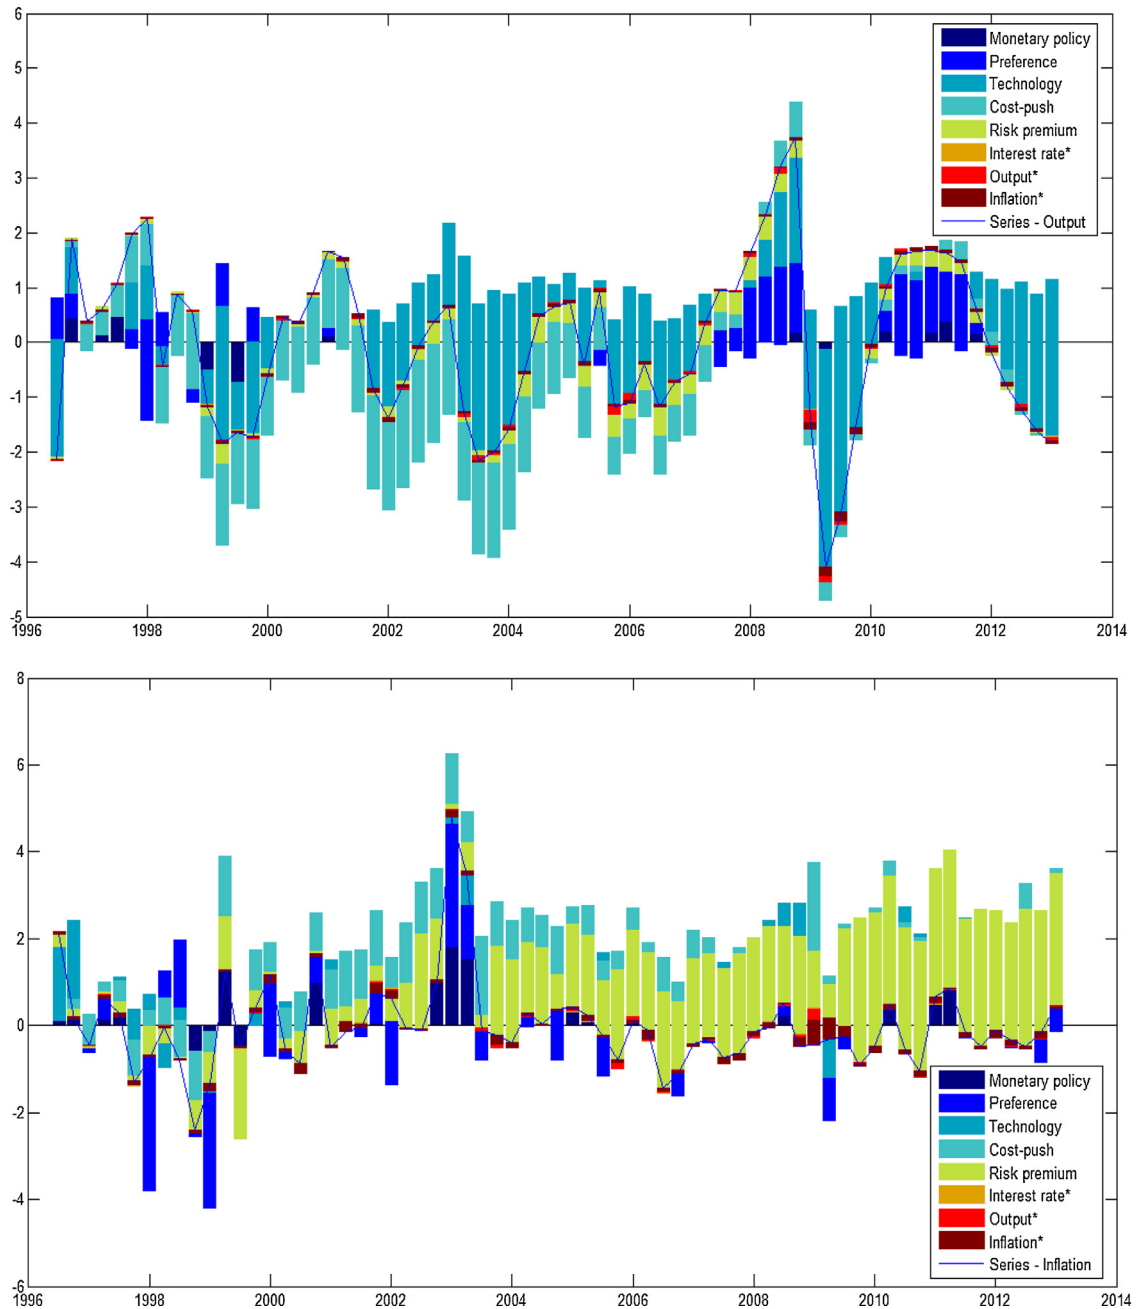 6
5
4
3
2
1
0
-1
-2
-3
-4
-5
Monetary policy
Preference
Technology
Cost-push
Risk premium
Interest rate*
Output*
Inflation*
Series - Output
1996
1998
2000
2002
2004
2006
2008
2010
2012
2014
8
6
4
2
0
-2
-4
-6
Monetary policy
Preference
Technology
Cost-push
Risk premium
Interest rate*
Output*
Inflation*
Series - Inflation
1996
1998
2000
2002
2004
2006
2008
2010
2012
2014